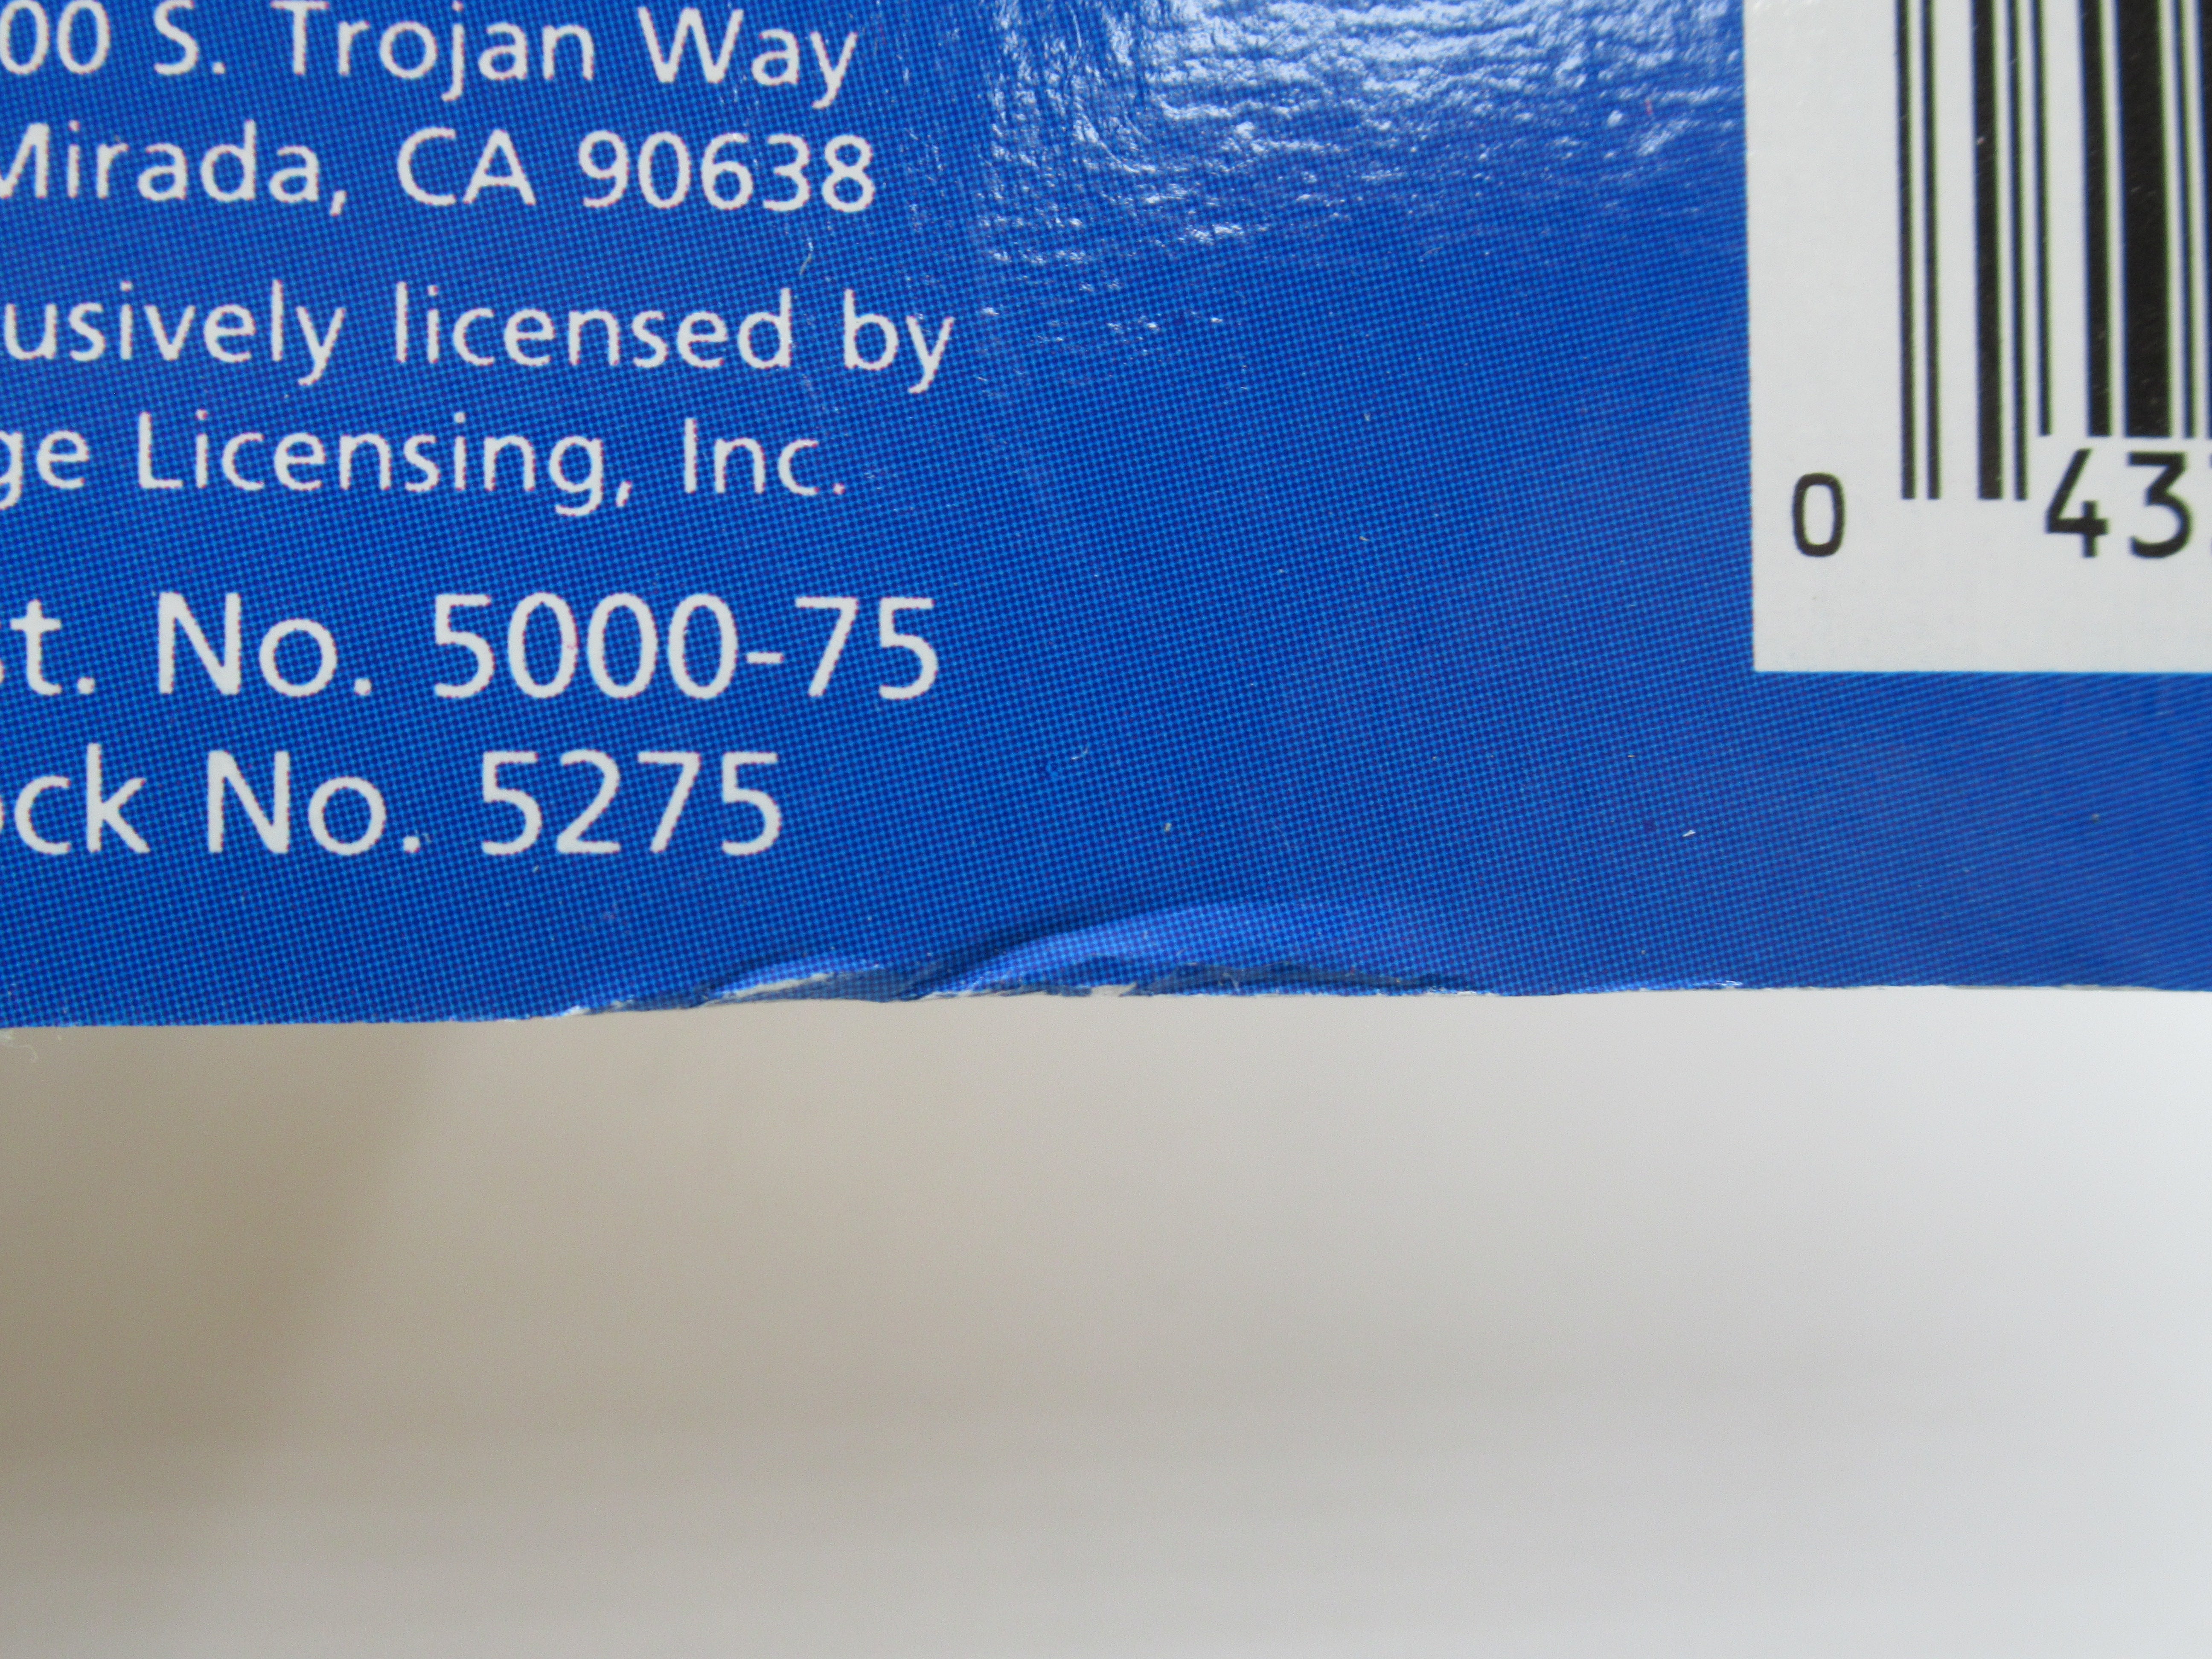 00 S. Trojan Way
Mirada, CA 90638
usively licensed by
ge Licensing, Inc.
t. No. 5000-75
ck No. 5275
0 43